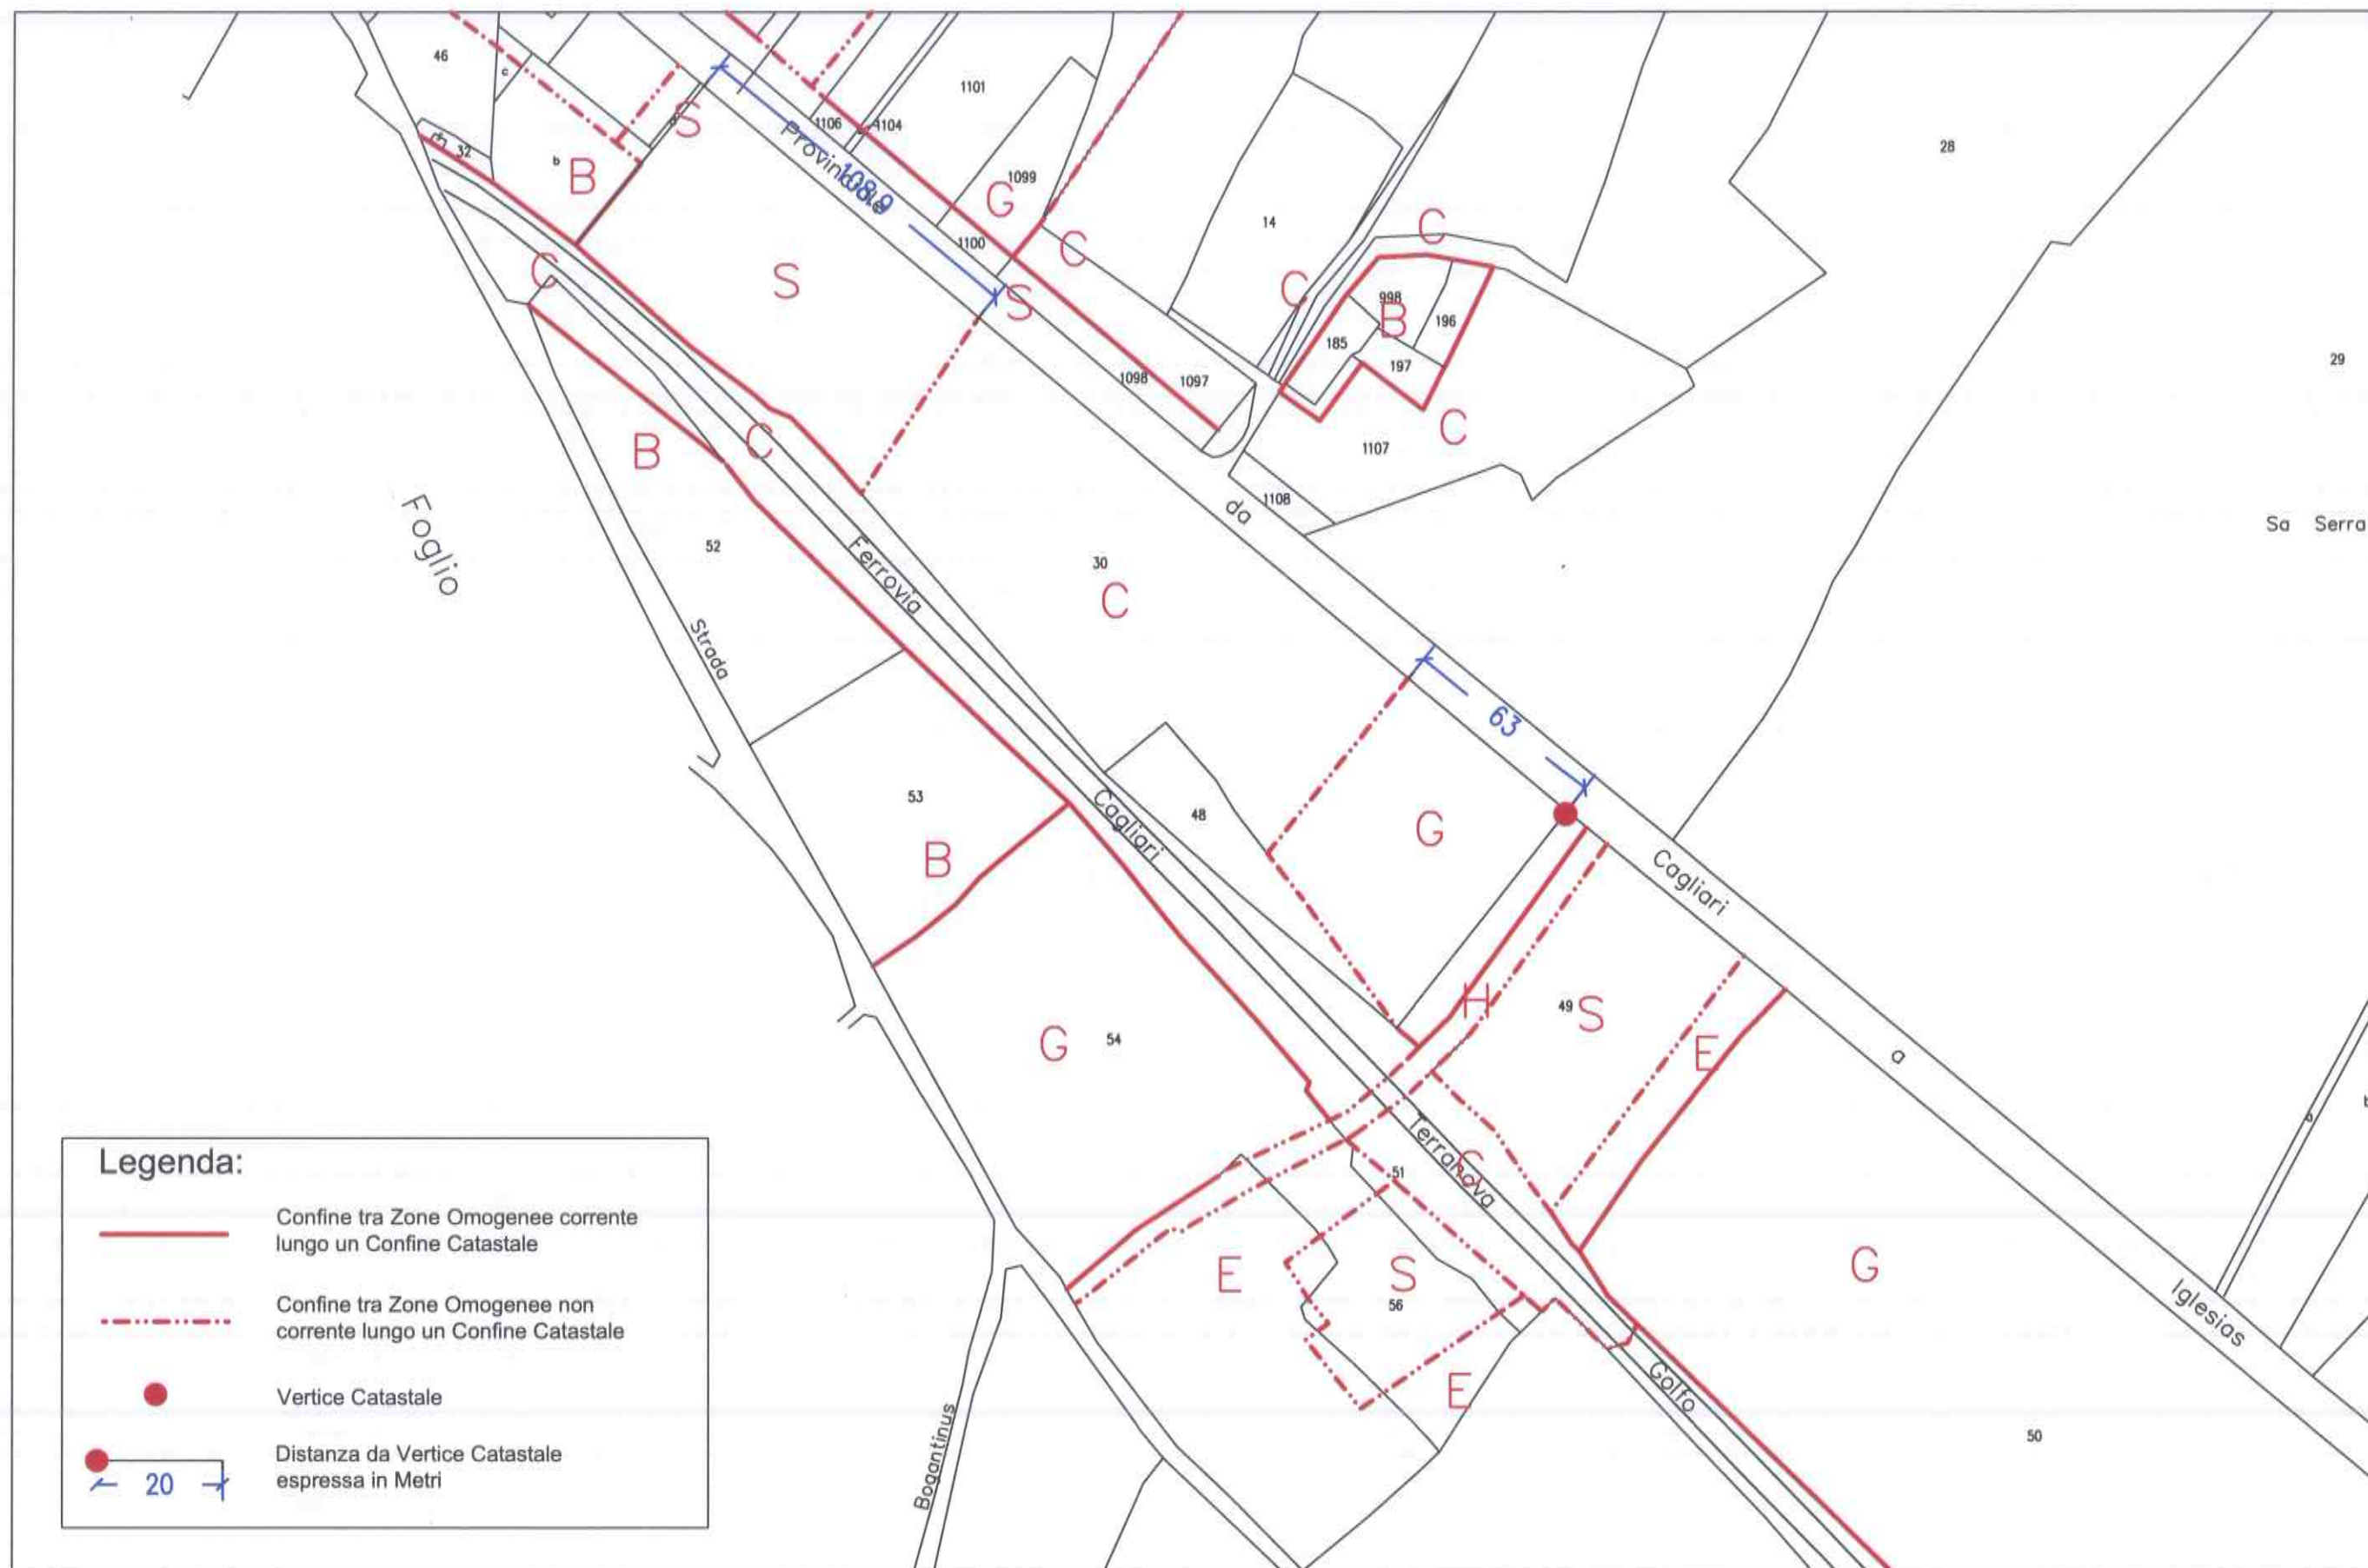 46
c
1101
1106
1104
28
S
32
b
B
Provinciale
108.9
1099
G
1100
14
C
C
C
S
C
S
998
B
196
185
197
29
1098
1097
C
B
C
1107
1108
da
Foglio
52
Ferrovia
30
C
Sa Serra
Strada
63
53
48
G
B
Cagliari
Cagliari
H
49
S
G
54
E
a
51
Terranova
C
E
S
56
G
b
Iglesias
E
Golfo
50
Bogantinus
Legenda:
Confine tra Zone Omogenee corrente
lungo un Confine Catastale
Confine tra Zone Omogenee non
corrente lungo un Confine Catastale
Vertice Catastale
Distanza da Vertice Catastale
espressa in Metri
20